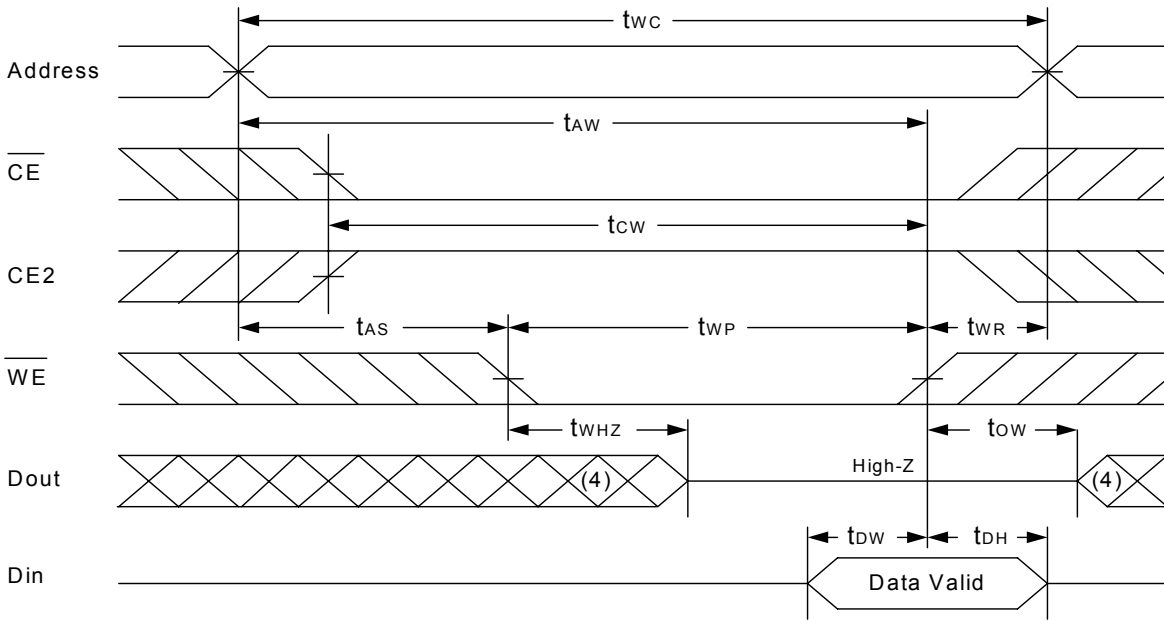 tWC
Address
tAW
CE
tCW
CE2
tAS tWP tWR
WE
tWHZ tOW
High-Z
Dout (4) (4)
tDW tDH
Din Data Valid